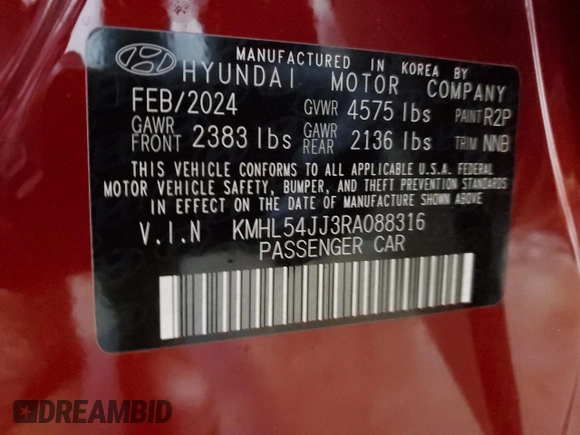 MANUFACTURED IN KOREA BY
HYUNDAI MOTOR COMPANY
FEB/2024 GVWR 4575 lbs PAINT R2P
GAWR FRONT 2383 lbs GAWR REAR 2136 lbs TRIM NNB
THIS VEHICLE CONFORMS TO ALL APPLICABLE U.S.A. FEDERAL
MOTOR VEHICLE SAFETY, BUMPER, AND THEFT PREVENTION STANDARDS
IN EFFECT ON THE DATE OF MANUFACTURE SHOWN ABOVE.
V.I.N KMHL54JJ3RA088316
PASSENGER CAR
DREAMBID